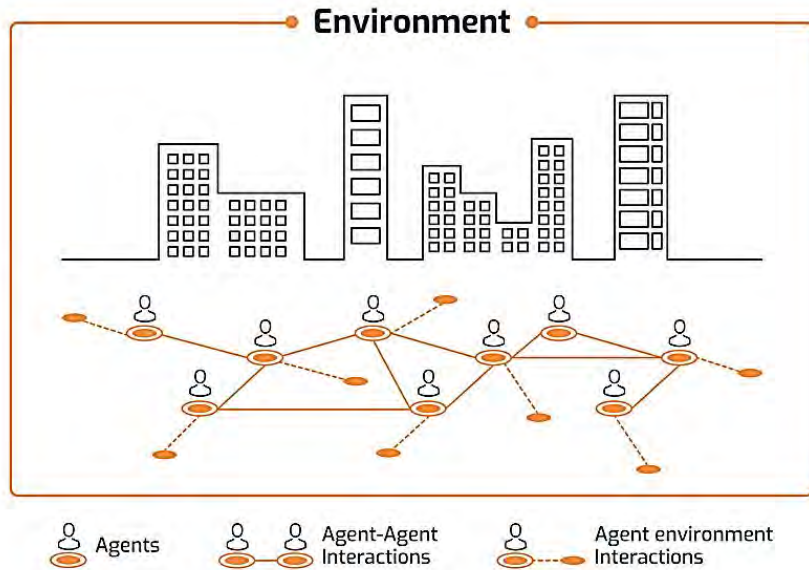 Environment
Agents
Agent-Agent
Interactions
Agent environment
Interactions